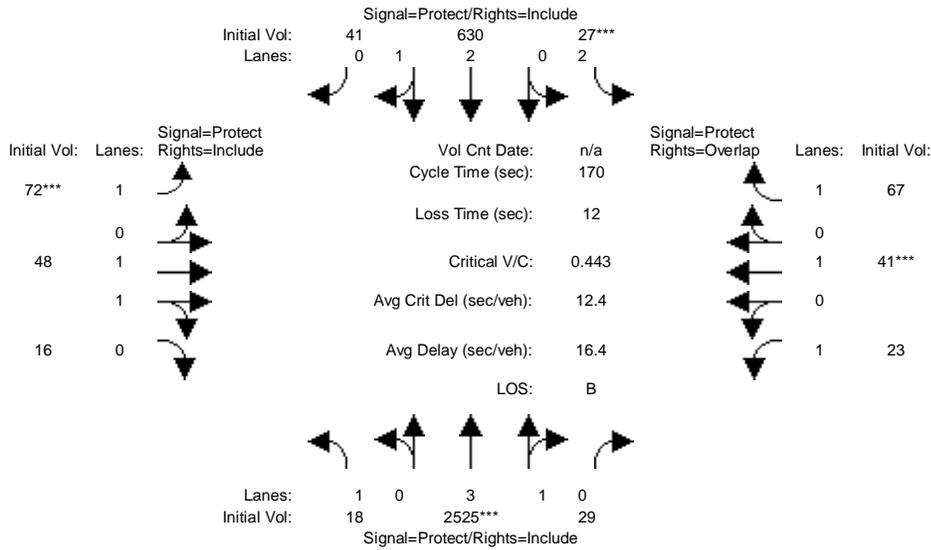 Signal=Protect/Rights=Include
Initial Vol: 41 630 27***
Lanes: 0 1 2 0 2
Signal=Protect
Initial Vol: Lanes: Rights=Include
Vol Cnt Date: n/a
Signal=Protect
Rights=Overlap Lanes: Initial Vol:
Cycle Time (sec): 170
72*** 1
1 67
Loss Time (sec): 12
0
0
48 1
Critical V/C: 0.443
1 41***
1
Avg Crit Del (sec/veh): 12.4
0
16 0
Avg Delay (sec/veh): 16.4
1 23
LOS: B
Lanes: 1 0 3 1 0
Initial Vol: 18 2525*** 29
Signal=Protect/Rights=Include